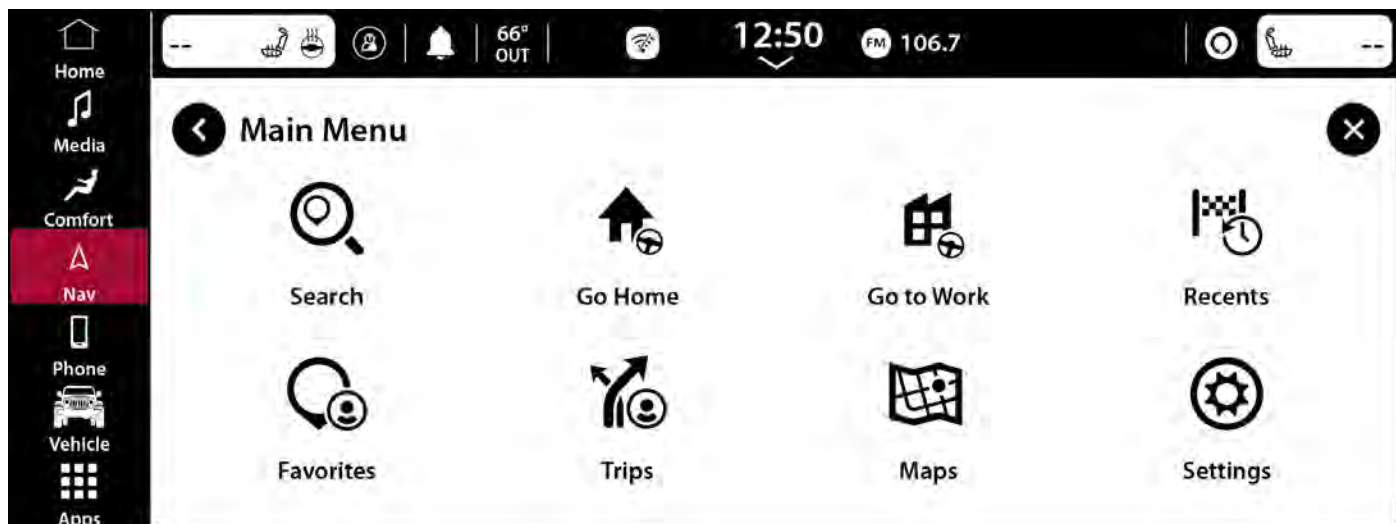 Home
Media
Comfort
Nav
Phone
Vehicle
Apps
--
66°
OUT
12:50
FM 106.7
--
Main Menu
Search
Go Home
Go to Work
Recents
Favorites
Trips
Maps
Settings